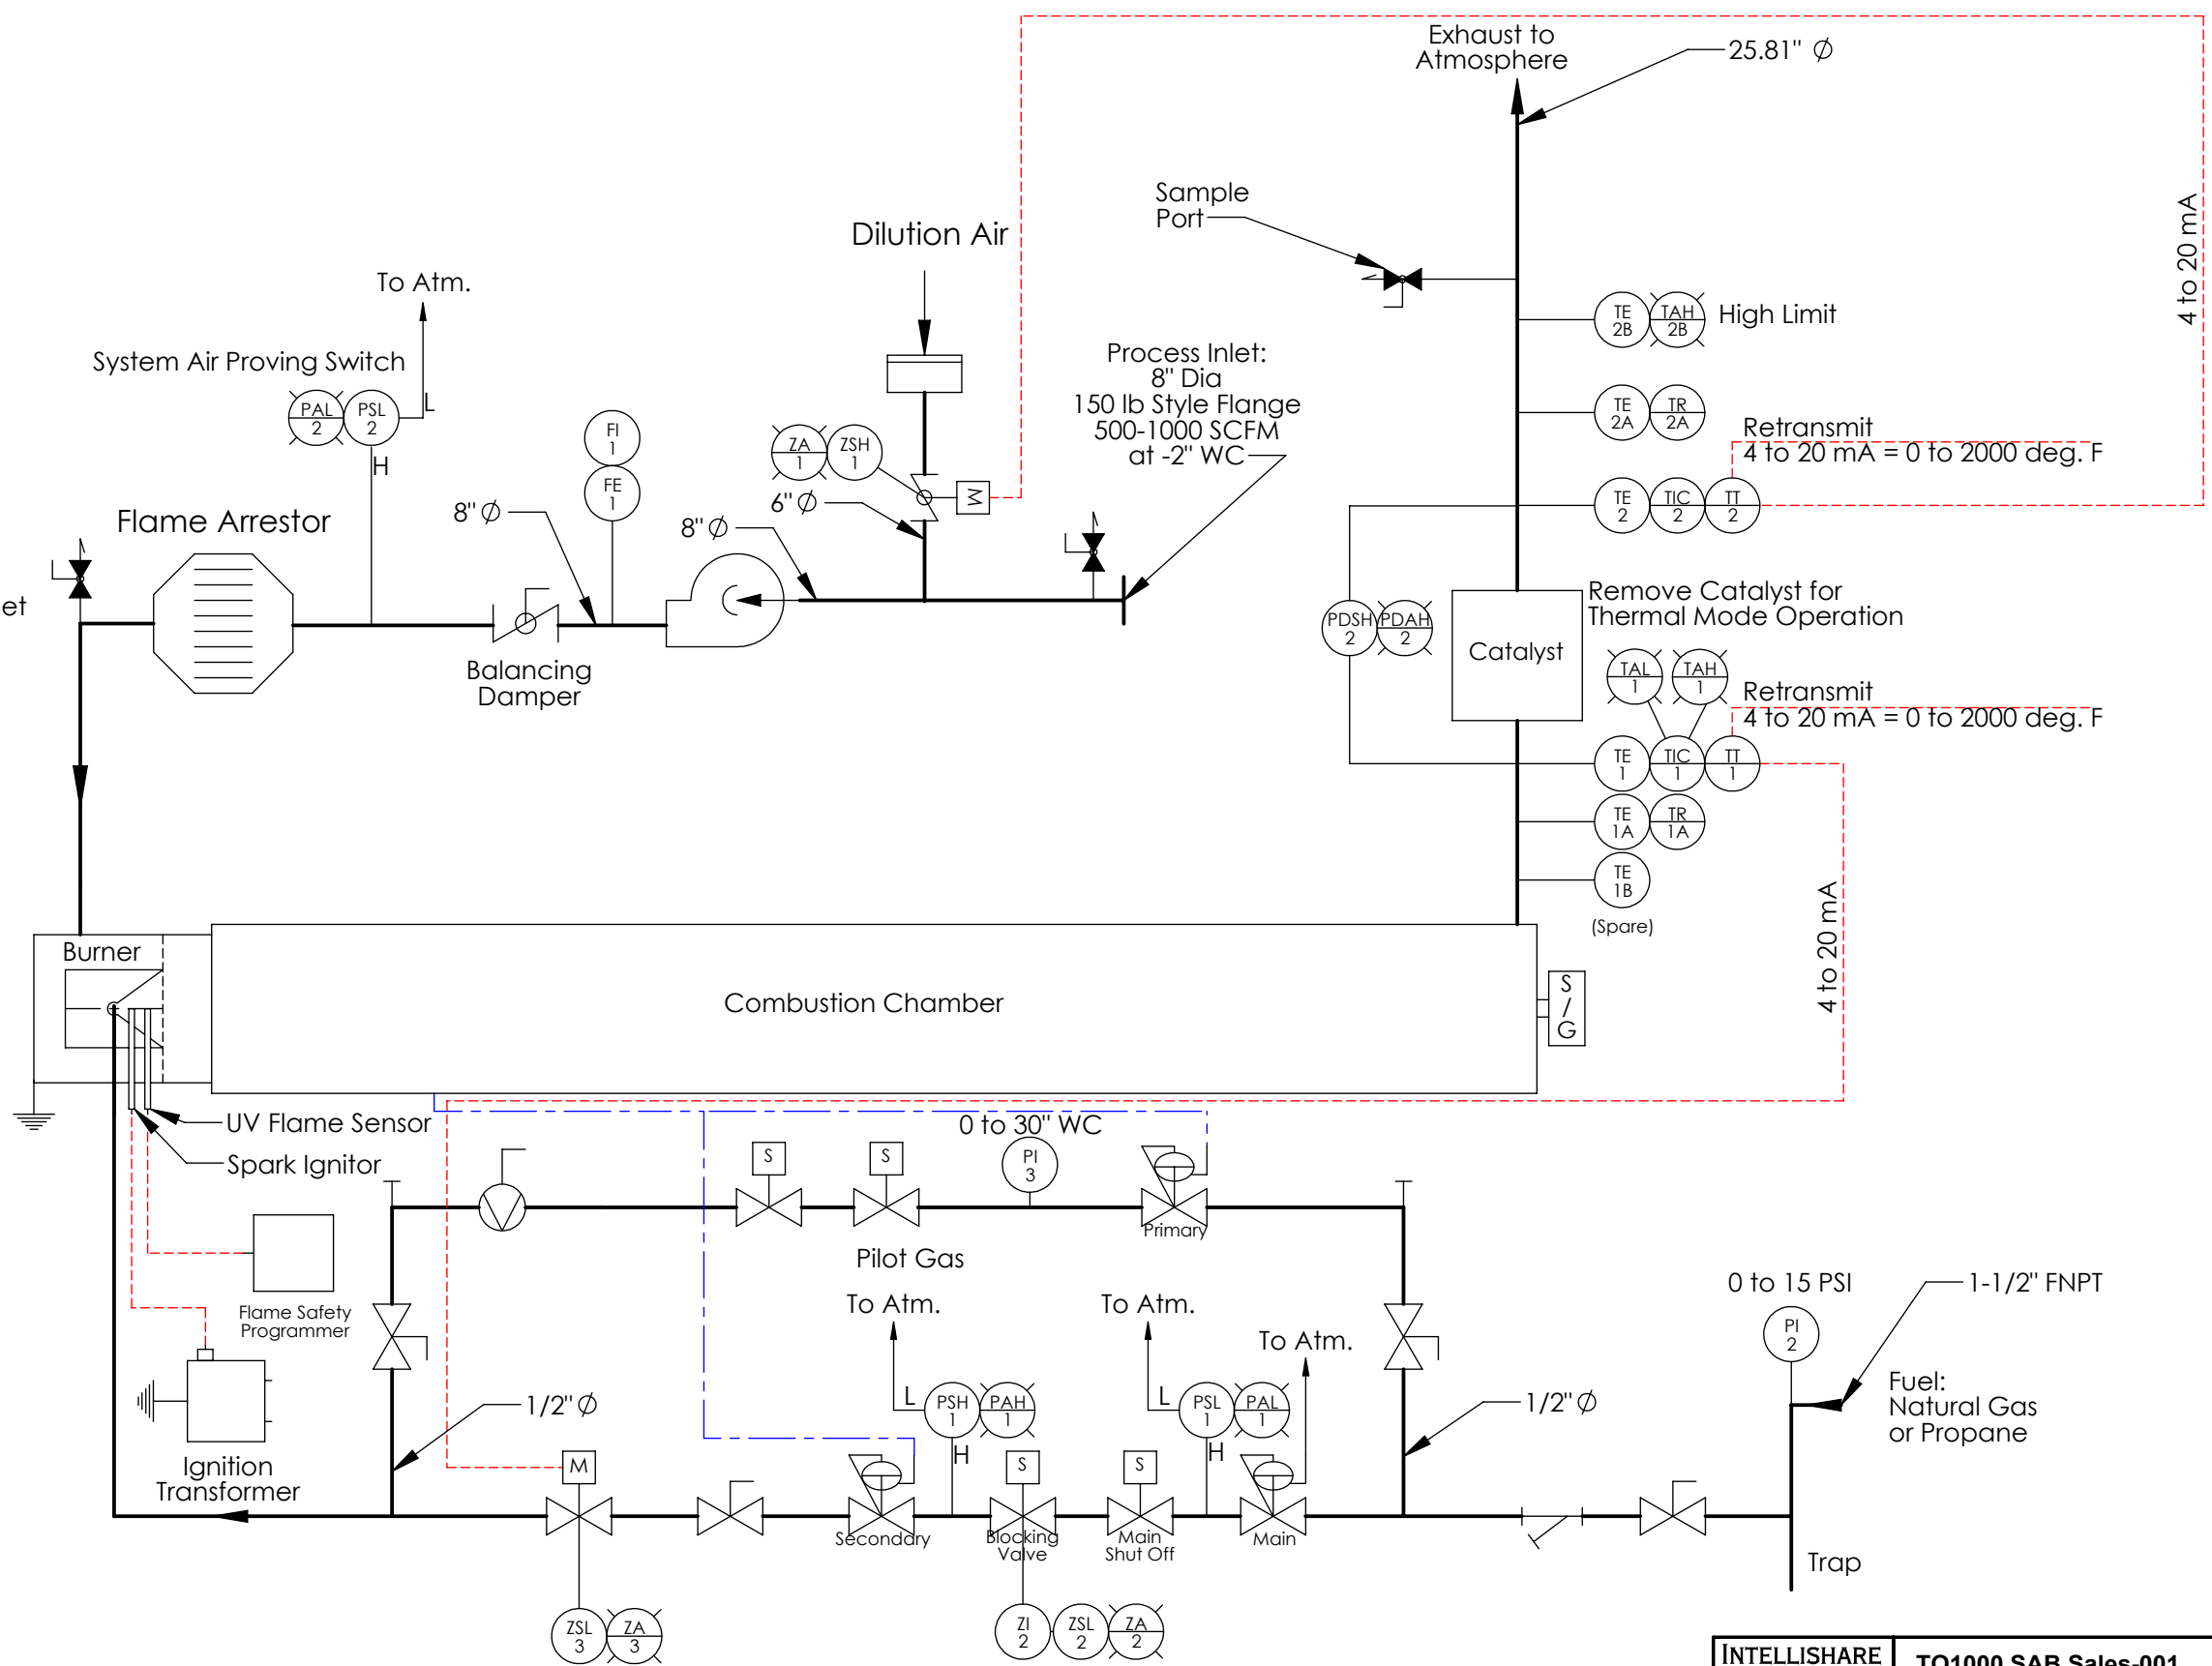 Exhaust to
Atmosphere
25.81" Ø
4 to 20 mA
Sample
Port
Dilution Air
To Atm.
System Air Proving Switch
PAL
2
PSL
2
L
H
TE
2B
TAH
2B
High Limit
Process Inlet:
8" Dia
150 lb Style Flange
500-1000 SCFM
at -2" WC
FI
1
FE
1
ZA
1
ZSH
1
M
6" Ø
8" Ø
8" Ø
TE
2A
TR
2A
Retransmit
4 to 20 mA = 0 to 2000 deg. F
TE
2
TIC
2
TT
2
Flame Arrestor
et
Balancing
Damper
PDSH
2
PDAH
2
Catalyst
Remove Catalyst for
Thermal Mode Operation
TAL
1
TAH
1
Retransmit
4 to 20 mA = 0 to 2000 deg. F
TE
1
TIC
1
TT
1
TE
1A
TR
1A
TE
1B
(Spare)
4 to 20 mA
Burner
Combustion Chamber
S
/
G
UV Flame Sensor
Spark Ignitor
0 to 30" WC
PI
3
S
S
Primary
Pilot Gas
Flame Safety
Programmer
Ignition
Transformer
1/2" Ø
To Atm.
To Atm.
To Atm.
L
PSH
1
PAH
1
H
L
PSL
1
PAL
1
H
1/2" Ø
0 to 15 PSI
PI
2
1-1/2" FNPT
Fuel:
Natural Gas
or Propane
M
S
S
Secondary
Blocking
Valve
Main
Shut Off
Main
Trap
ZSL
3
ZA
3
ZI
2
ZSL
2
ZA
2
INTELLISHARE
TO1000 SAB Sales-001